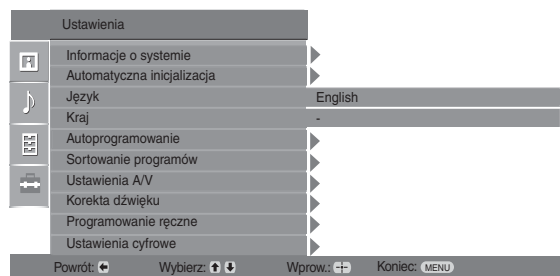 Ustawienia
Informacje o systemie
Automatyczna inicjalizacja
Język English
Kraj -
Autoprogramowanie
Sortowanie programów
Ustawienia A/V
Korekta dźwięku
Programowanie ręczne
Ustawienia cyfrowe
Powrót: Wybierz: Wprow.: Koniec: MENU